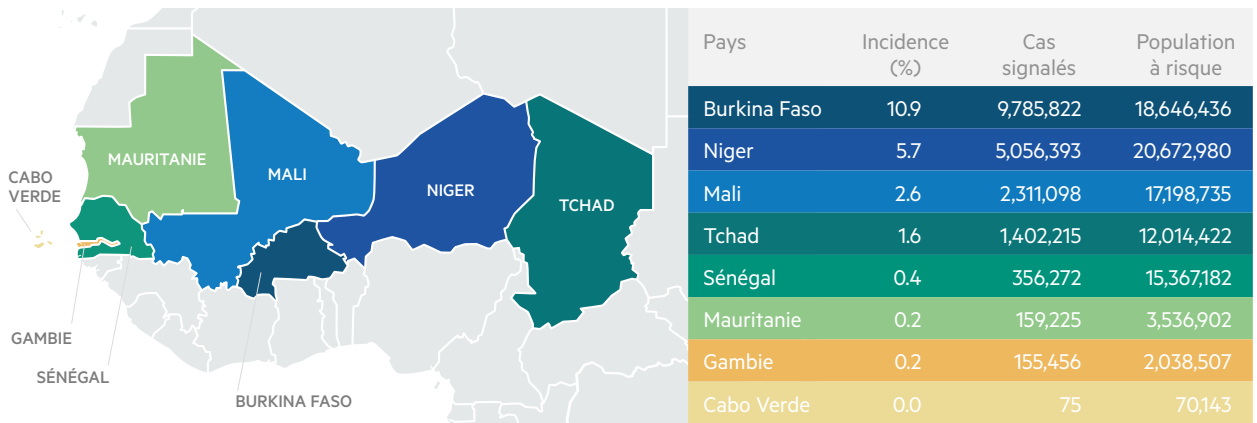 MAURITANIE
MALI
NIGER
TCHAD
CABO
VERDE
GAMBIE
SÉNÉGAL
BURKINA FASO
Pays Incidence (%) Cas signalés Population à risque
Burkina Faso 10.9 9,785,822 18,646,436
Niger 5.7 5,056,393 20,672,980
Mali 2.6 2,311,098 17,198,735
Tchad 1.6 1,402,215 12,014,422
Sénégal 0.4 356,272 15,367,182
Mauritanie 0.2 159,225 3,536,902
Gambie 0.2 155,456 2,038,507
Cabo Verde 0.0 75 70,143